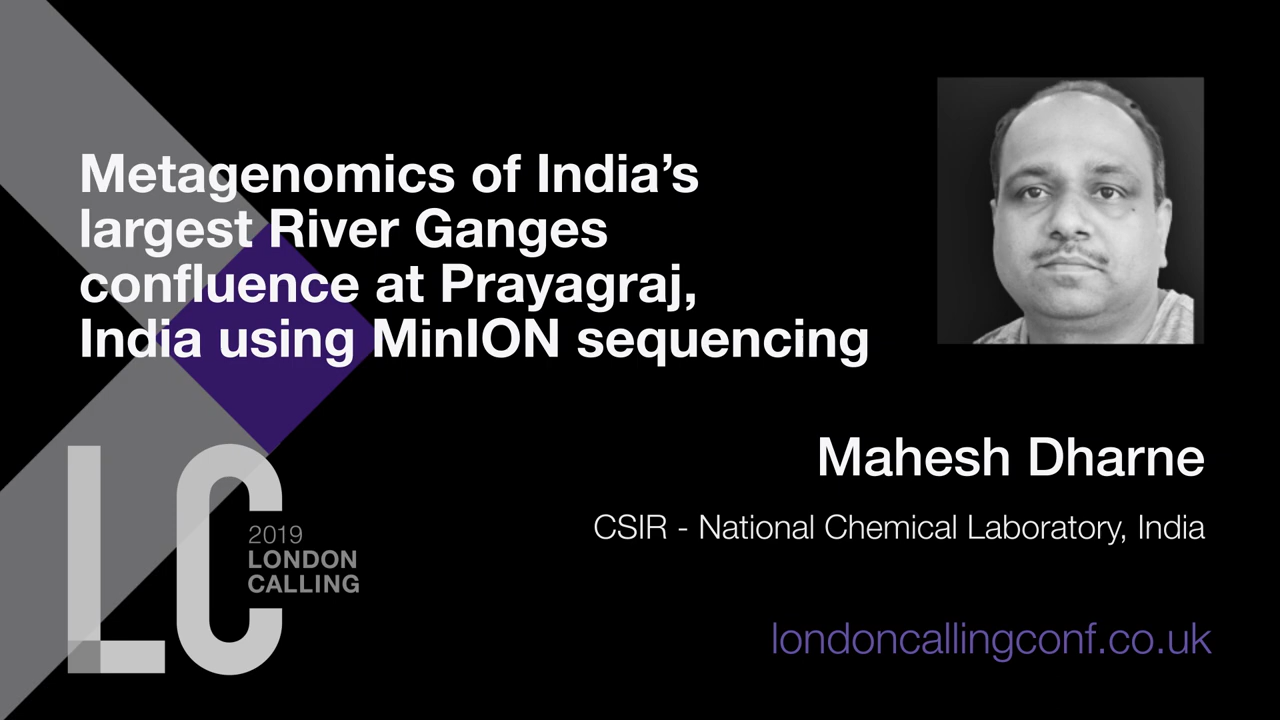 Metagenomics of India’s
largest River Ganges
confluence at Prayagraj,
India using MinION sequencing
Mahesh Dharne
CSIR - National Chemical Laboratory, India
LC
2019
LONDON
CALLING
londoncallingconf.co.uk